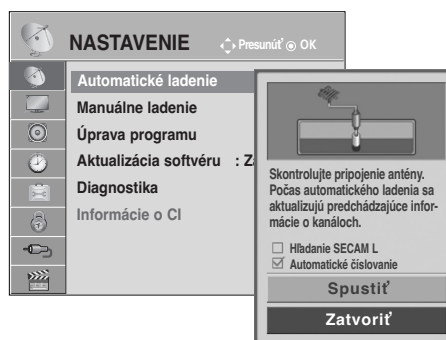 NASTAVENIE Presunúť OK
Automatické ladenie
Manuálne ladenie
Úprava programu
Aktualizácia softvéru : Z
Diagnostika
Informácie o CI
Skontrolujte pripojenie antény.
Počas automatického ladenia sa
aktualizujú predchádzajúce infor-
mácie o kanáloch.
Hľadanie SECAM L
Automatické číslovanie
Spustiť
Zatvoriť